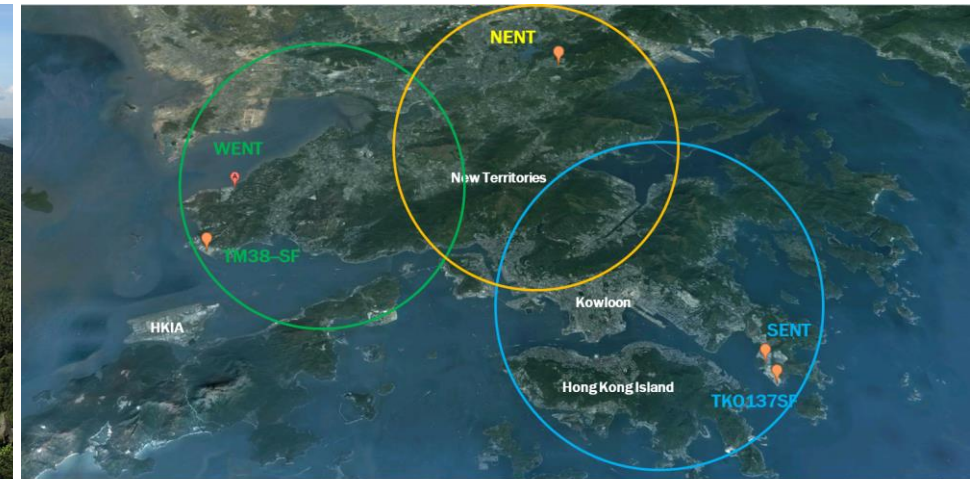 NENT
WENT
New Territories
TM38–SF
Kowloon
HKIA
SENT
Hong Kong Island
TKO137SF
A